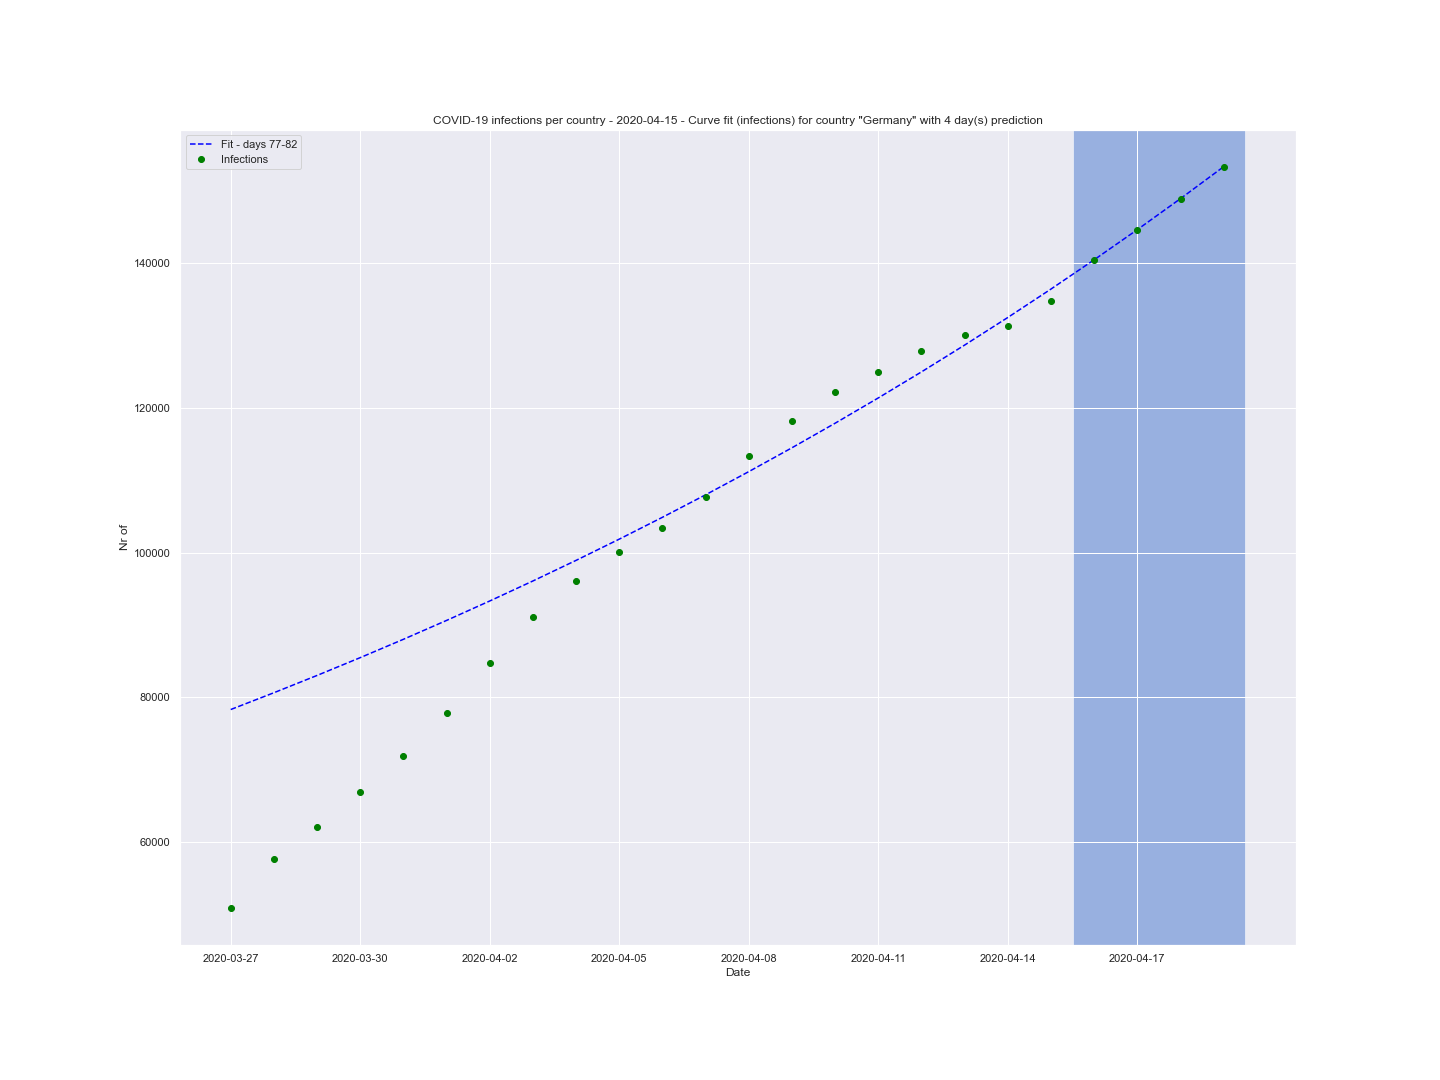 COVID-19 infections per country - 2020-04-15 - Curve fit (infections) for country "Germany" with 4 day(s) prediction
Fit - days 77-82
Infections
140000
120000
100000
80000
60000
Nr of
2020-03-27 2020-03-30 2020-04-02 2020-04-05 2020-04-08 2020-04-11 2020-04-14 2020-04-17
Date